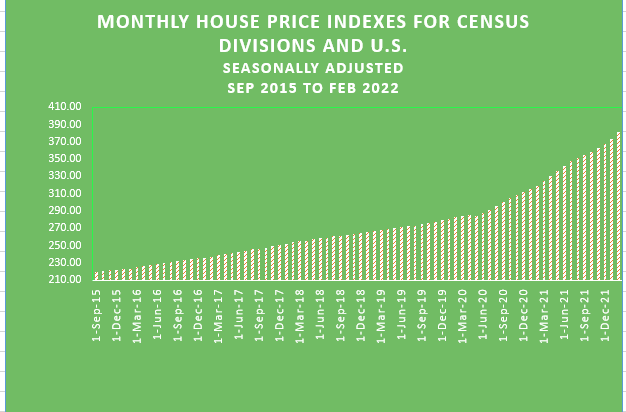 MONTHLY HOUSE PRICE INDEXES FOR CENSUS
DIVISIONS AND U.S.
SEASONALLY ADJUSTED
SEP 2015 TO FEB 2022
410.00
390.00
370.00
350.00
330.00
310.00
290.00
270.00
250.00
230.00
210.00
1-Sep-15
1-Dec-15
1-Mar-16
1-Jun-16
1-Sep-16
1-Dec-16
1-Mar-17
1-Jun-17
1-Sep-17
1-Dec-17
1-Mar-18
1-Jun-18
1-Sep-18
1-Dec-18
1-Mar-19
1-Jun-19
1-Sep-19
1-Dec-19
1-Mar-20
1-Jun-20
1-Sep-20
1-Dec-20
1-Mar-21
1-Jun-21
1-Sep-21
1-Dec-21